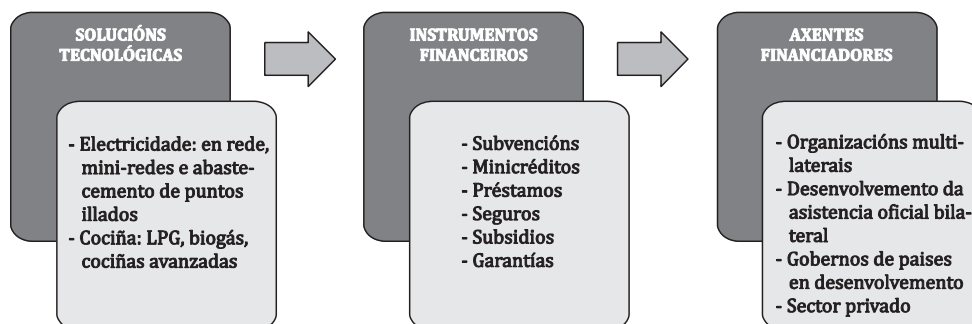 SOLUCIÓNS
TECNOLÓGICAS
- Electricidade: en rede,
mini-redes e abaste-
cemento de puntos
illados
- Cociña: LPG, biogás,
cociñas avanzadas
INSTRUMENTOS
FINANCEIROS
- Subvencións
- Minicréditos
- Préstamos
- Seguros
- Subsidios
- Garantías
AXENTES
FINANCIADORES
- Organizacións multi-
laterais
- Desenvolvemento da
asistencia oficial bila-
teral
- Gobernos de paises
en desenvolvemento
- Sector privado